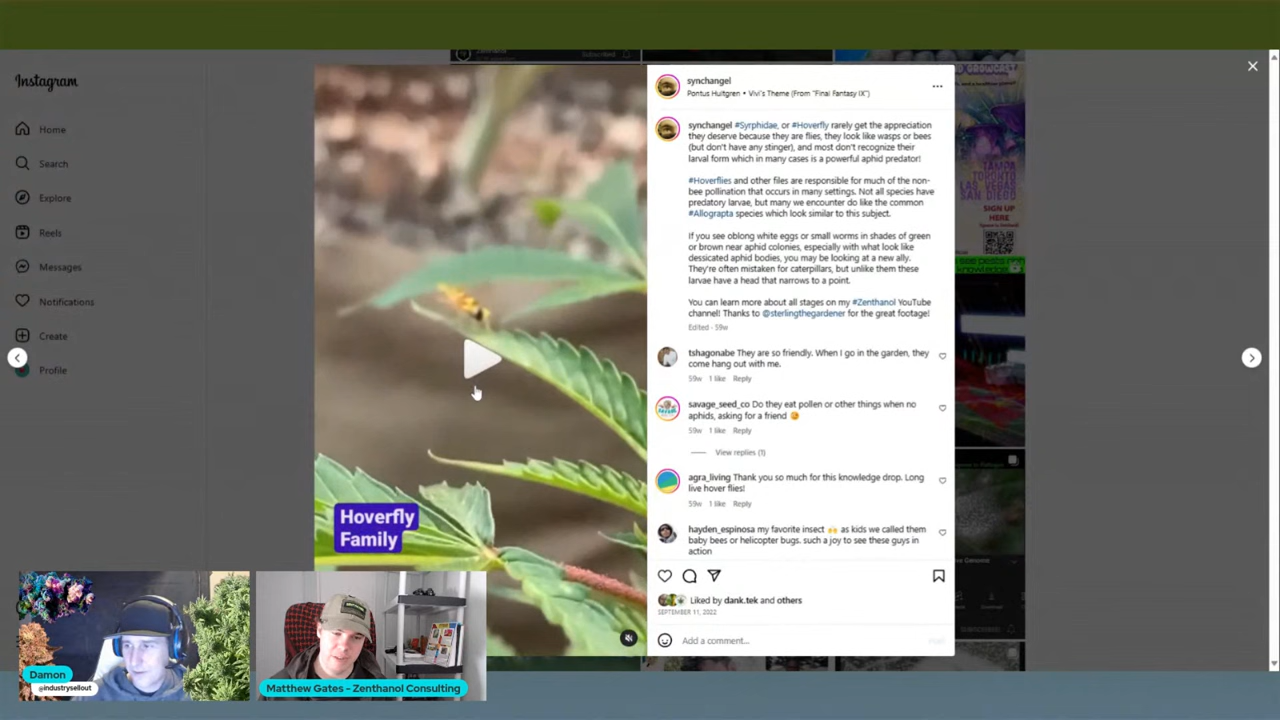 Instagram
Home
Search
Explore
Reels
Messages
Notifications
Create
Profile
Hoverfly
Family
synchangel
Pontus Hultgren • Vivi's Theme (From "Final Fantasy IX")
synchangel #Syrphidae, or #Hoverfly rarely get the appreciation
they deserve because they are flies, they look like wasps or bees
(but don't have any stinger), and most don't recognize their
larval form which in many cases is a powerful aphid predator!
#Hoverflies and other files are responsible for much of the non-
bee pollination that occurs in many settings. Not all species have
predatory larvae, but many we encounter do like the common
#Allograpta species which look similar to this subject.
If you see oblong white eggs or small worms in shades of green
or brown near aphid colonies, especially with what look like
dessicated aphid bodies, you may be looking at a new ally.
They're often mistaken for caterpillars, but unlike them these
larvae have a head that narrows to a point.
You can learn more about all stages on my #Zenthanol YouTube
channel! Thanks to @sterlingthegardener for the great footage!
Edited · 59w
tshagonabe They are so friendly. When I go in the garden, they
come hang out with me.
59w 1 like Reply
savage_seed_co Do they eat pollen or other things when no
aphids, asking for a friend
59w 1 like Reply
View replies (1)
agra_living Thank you so much for this knowledge drop. Long
live hover flies!
59w 1 like Reply
hayden_espinosa my favorite insect 🙌 as kids we called them
baby bees or helicopter bugs. such a joy to see these guys in
action
Liked by dank.tek and others
SEPTEMBER 11, 2022
Add a comment...
TAMPA
TORONTO
LAS VEGAS
SAN DIEGO
SIGN UP
HERE
Damon
@industrysellout
Matthew Gates - Zenthanol Consulting